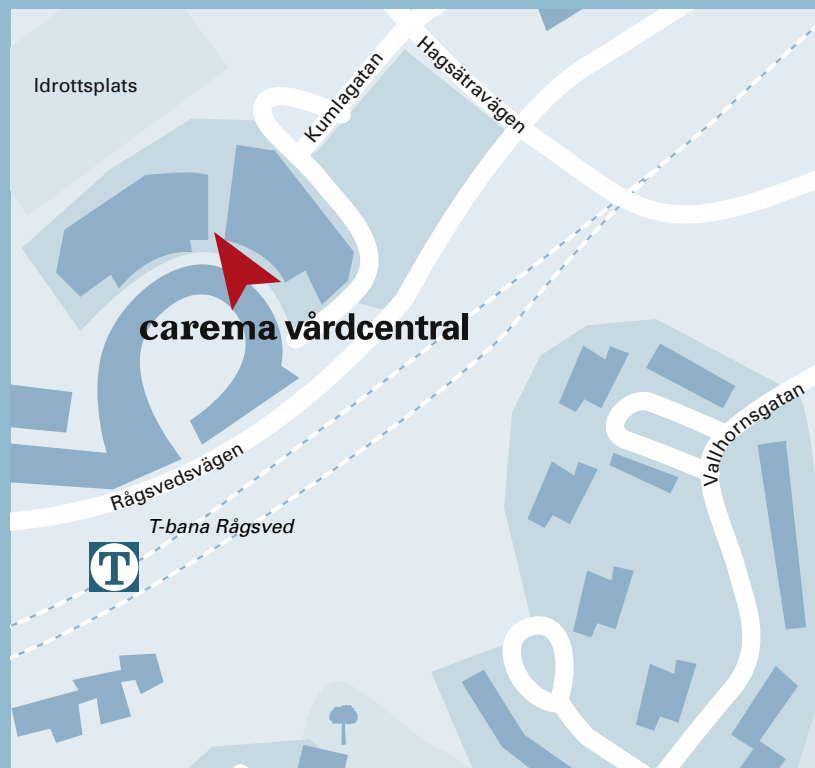 Idrottsplats
Kumlagatan
Hagsätravägen
carema vårdcentral
Vallhornsgatan
Rågsvedsvägen
T-bana Rågsved
T